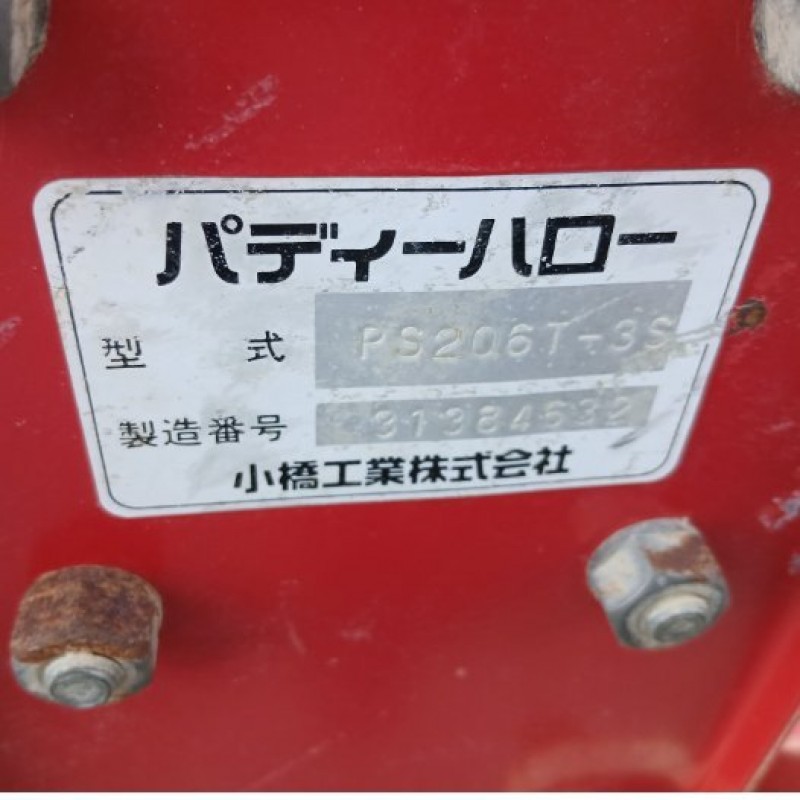 パディーハロー
型 式 PS206T-3S
製造番号 31384632
小橋工業株式会社